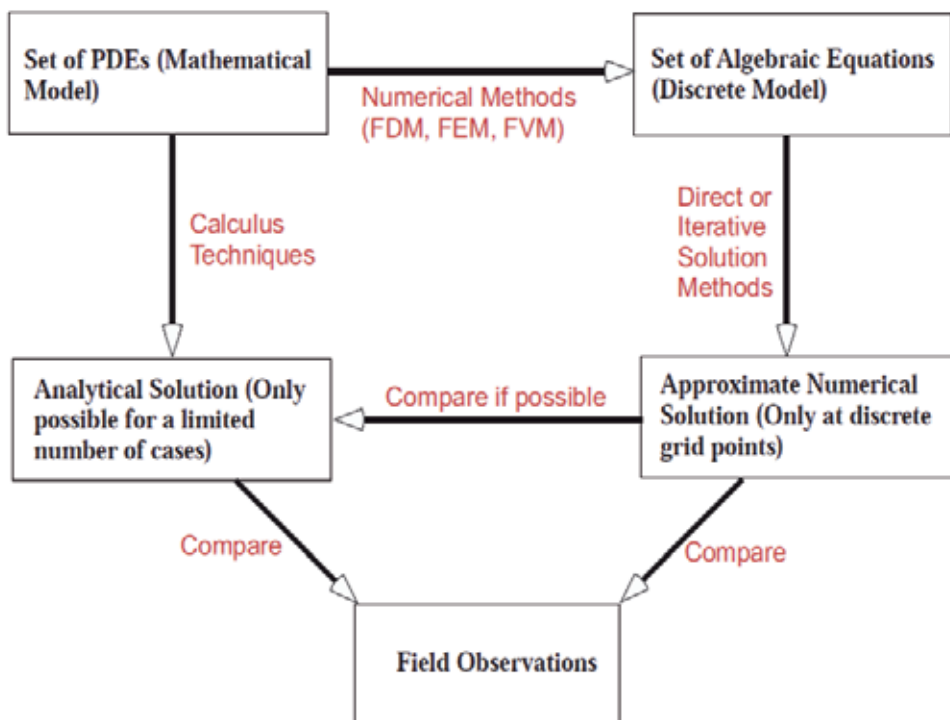 Set of PDEs (Mathematical
Model)
Numerical Methods
(FDM, FEM, FVM)
Set of Algebraic Equations
(Discrete Model)
Calculus
Techniques
Direct or
Iterative
Solution
Methods
Analytical Solution (Only
possible for a limited
number of cases)
Compare if possible
Approximate Numerical
Solution (Only at discrete
grid points)
Compare
Compare
Field Observations